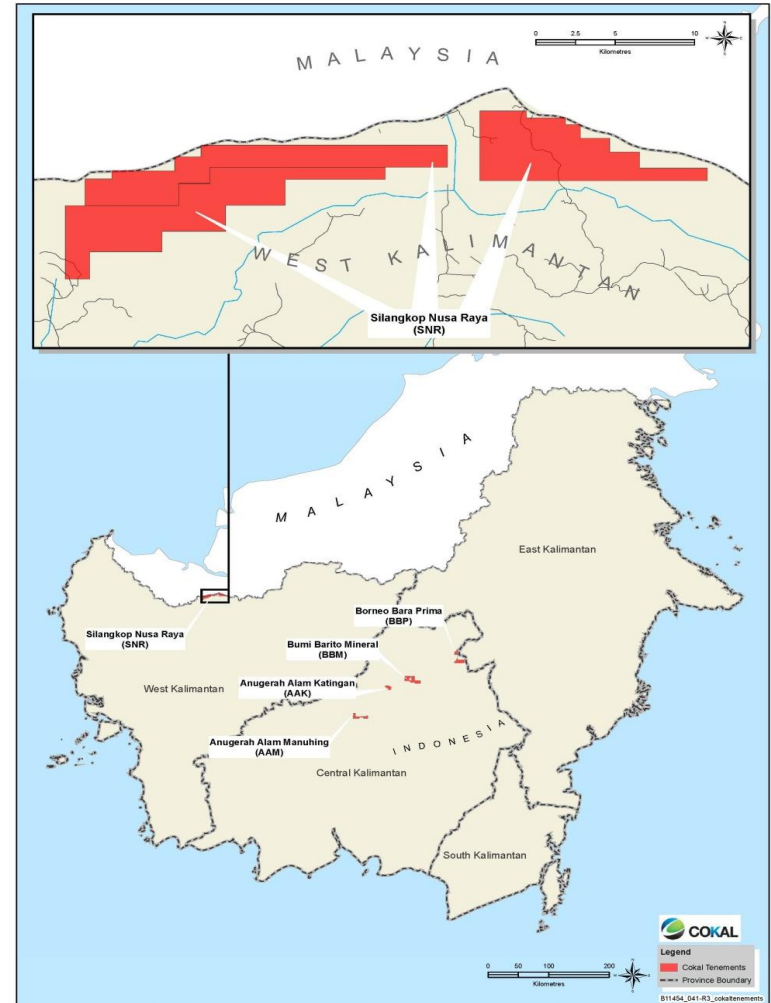 MALAYSIA
0 2.5 5 10
Kilometres
WEST KALIMANTAN
Silangkop Nusa Raya
(SNR)
MALAYSIA
East Kalimantan
Borneo Bara Prima
(BBP)
Silangkop Nusa Raya
(SNR)
Bumi Barito Mineral
(BBM)
West Kalimantan
Anugerah Alam Katingan
(AAK)
Anugerah Alam Manuhing
(AAM)
INDONESIA
Central Kalimantan
South Kalimantan
COKAL
Legend
Cokal Tenements
Province Boundary
0 50 100 200
Kilometres
B11454_041-R3_cokaltenements